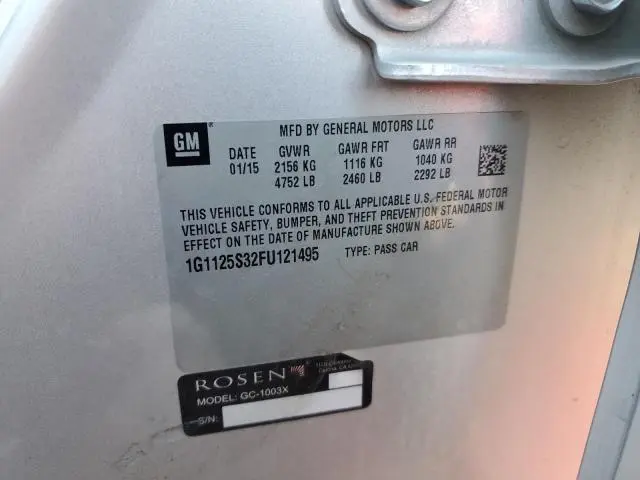 GM
MFD BY GENERAL MOTORS LLC
DATE GVWR GAWR FRT GAWR RR
01/15 2156 KG 1116 KG 1040 KG
4752 LB 2460 LB 2292 LB
THIS VEHICLE CONFORMS TO ALL APPLICABLE U.S. FEDERAL MOTOR
VEHICLE SAFETY, BUMPER, AND THEFT PREVENTION STANDARDS IN
EFFECT ON THE DATE OF MANUFACTURE SHOWN ABOVE.
1G1125S32FU121495 TYPE: PASS CAR
ROSEN
MODEL: GC-1003X
S/N: